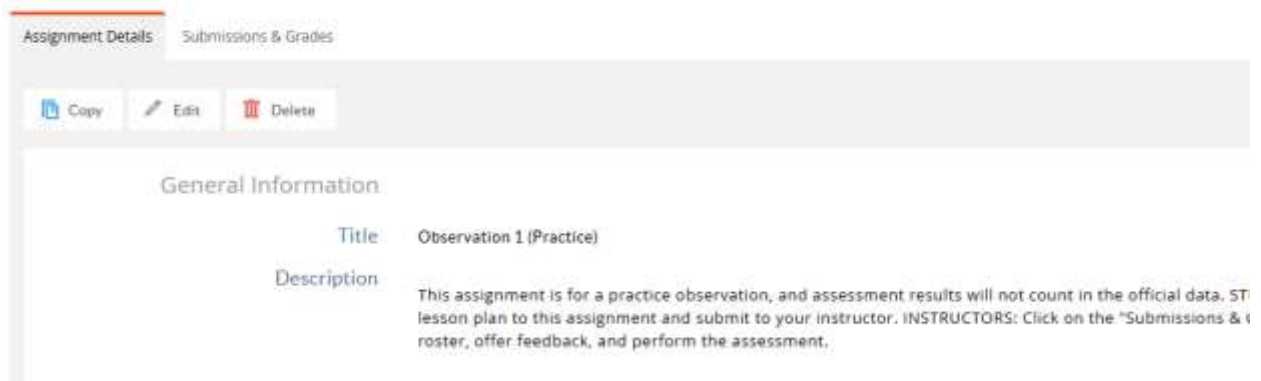 Assignment Details Submissions & Grades
Copy Edit Delete
General Information
Title Observation 1 (Practice)
Description
This assignment is for a practice observation, and assessment results will not count in the official data. ST
lesson plan to this assignment and submit to your instructor. INSTRUCTORS: Click on the "Submissions &
roster, offer feedback, and perform the assessment.